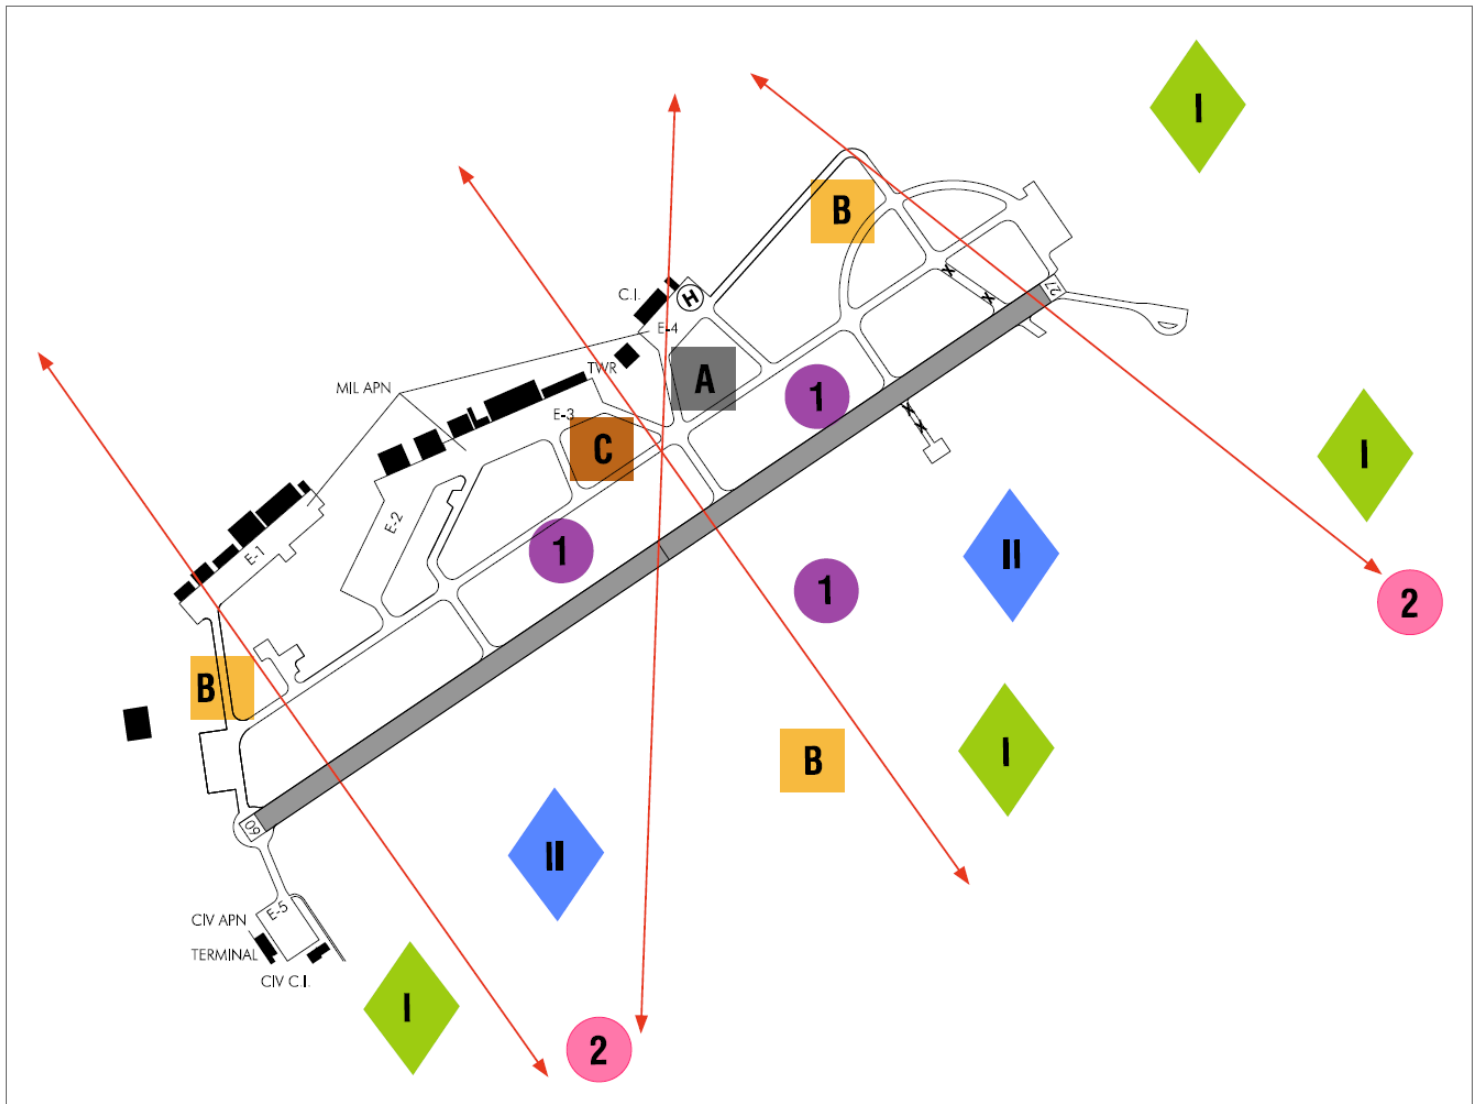 I
B
27
C.I.
H
E-4
TWR
A
MIL APN
1
E-3
C
I
E-2
1
II
E-1
1
2
B
I
B
09
II
E-5
CIV APN
TERMINAL
CIV C.I.
I
2